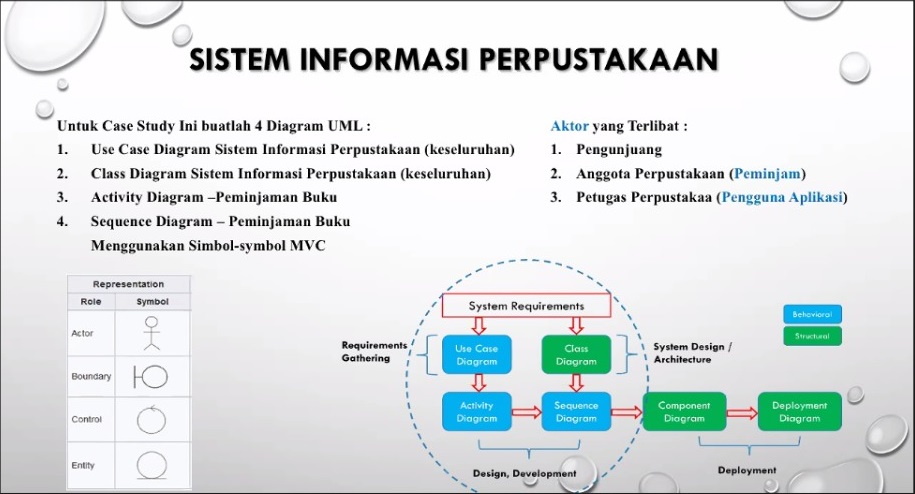 SISTEM INFORMASI PERPUSTAKAAN
Untuk Case Study Ini buatlah 4 Diagram UML :
1. Use Case Diagram Sistem Informasi Perpustakaan (keseluruhan)
2. Class Diagram Sistem Informasi Perpustakaan (keseluruhan)
3. Activity Diagram –Peminjaman Buku
4. Sequence Diagram – Peminjaman Buku
Menggunakan Simbol-symbol MVC
Aktor yang Terlibat :
1. Pengunjuang
2. Anggota Perpustakaan (Peminjam)
3. Petugas Perpustakaa (Pengguna Aplikasi)
Representation
Role Symbol
Actor
Boundary
Control
Entity
System Requirements
Requirements
Gathering
Use Case
Diagram
Class
Diagram
System Design /
Architecture
Behavioral
Structural
Activity
Diagram
Sequence
Diagram
Component
Diagram
Deployment
Diagram
Design, Development
Deployment